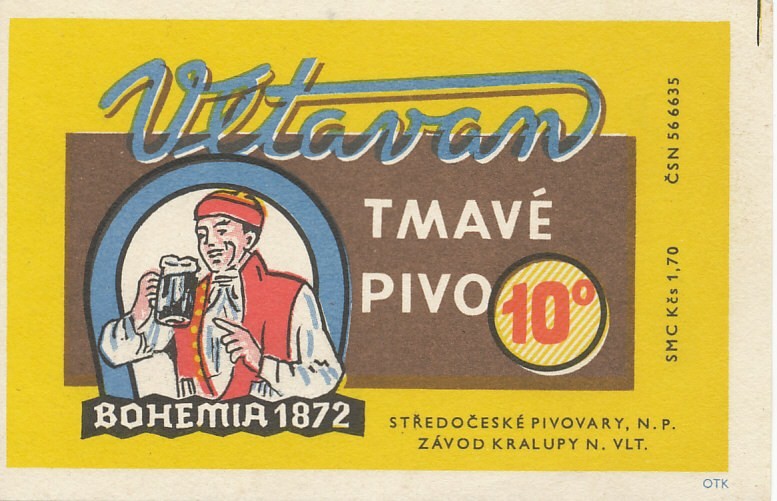 Vltavan
TMAVÉ
PIVO 10°
BOHEMIA 1872
STŘEDOČESKÉ PIVOVARY, N. P.
ZÁVOD KRALUPY N. VLT.
SMC Kčs 1,70 ČSN 566635
OTK